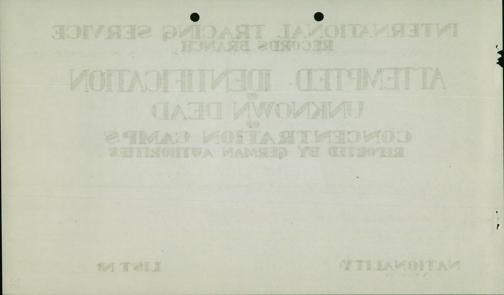 INTERNATIONAL TRACING SERVICE
RECORDS BRANCH
ATTEMPTED IDENTIFICATION
OF
UNKNOWN DEAD
OF
CONCENTRATION CAMPS
REPORTED BY GERMAN AUTHORITIES
NATIONALITY
LIST Nº